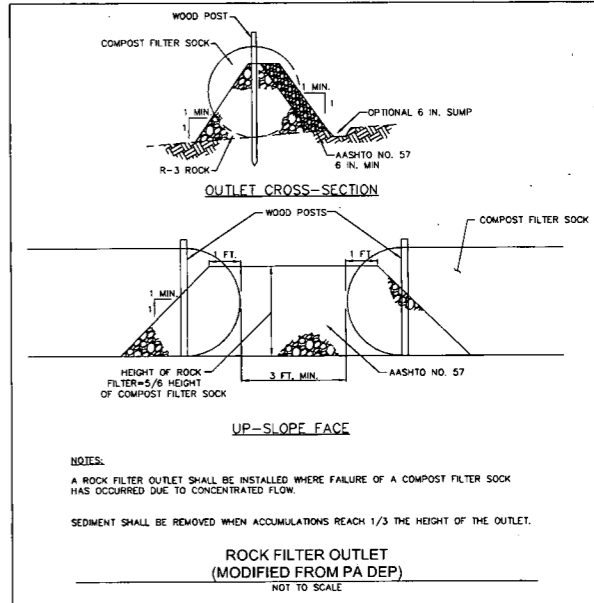 WOOD POST
COMPOST FILTER SOCK
1 MIN.
1
1 MIN.
1
OPTIONAL 6 IN. SUMP
R-3 ROCK
AASHTO NO. 57
6 IN. MIN
OUTLET CROSS-SECTION
WOOD POSTS
COMPOST FILTER SOCK
1 FT.
1 FT
1 MIN.
1
HEIGHT OF ROCK
FILTER=5/6 HEIGHT
OF COMPOST FILTER SOCK
3 FT. MIN.
AASHTO NO. 57
UP-SLOPE FACE
NOTES:
A ROCK FILTER OUTLET SHALL BE INSTALLED WHERE FAILURE OF A COMPOST FILTER SOCK
HAS OCCURRED DUE TO CONCENTRATED FLOW.
SEDIMENT SHALL BE REMOVED WHEN ACCUMULATIONS REACH 1/3 THE HEIGHT OF THE OUTLET.
ROCK FILTER OUTLET
(MODIFIED FROM PA DEP)
NOT TO SCALE